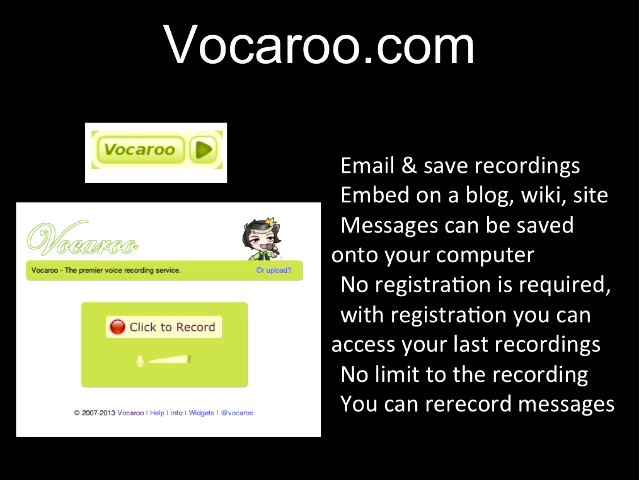 Vocaroo.com
Vocaroo
Vocaroo
Vocaroo - The premier voice recording service.
Or upload?
Click to Record
© 2007-2013 Vocaroo | Help | Info | Widgets | @vocaroo
Email & save recordings
Embed on a blog, wiki, site
Messages can be saved
onto your computer
No registration is required,
with registration you can
access your last recordings
No limit to the recording
You can rerecord messages